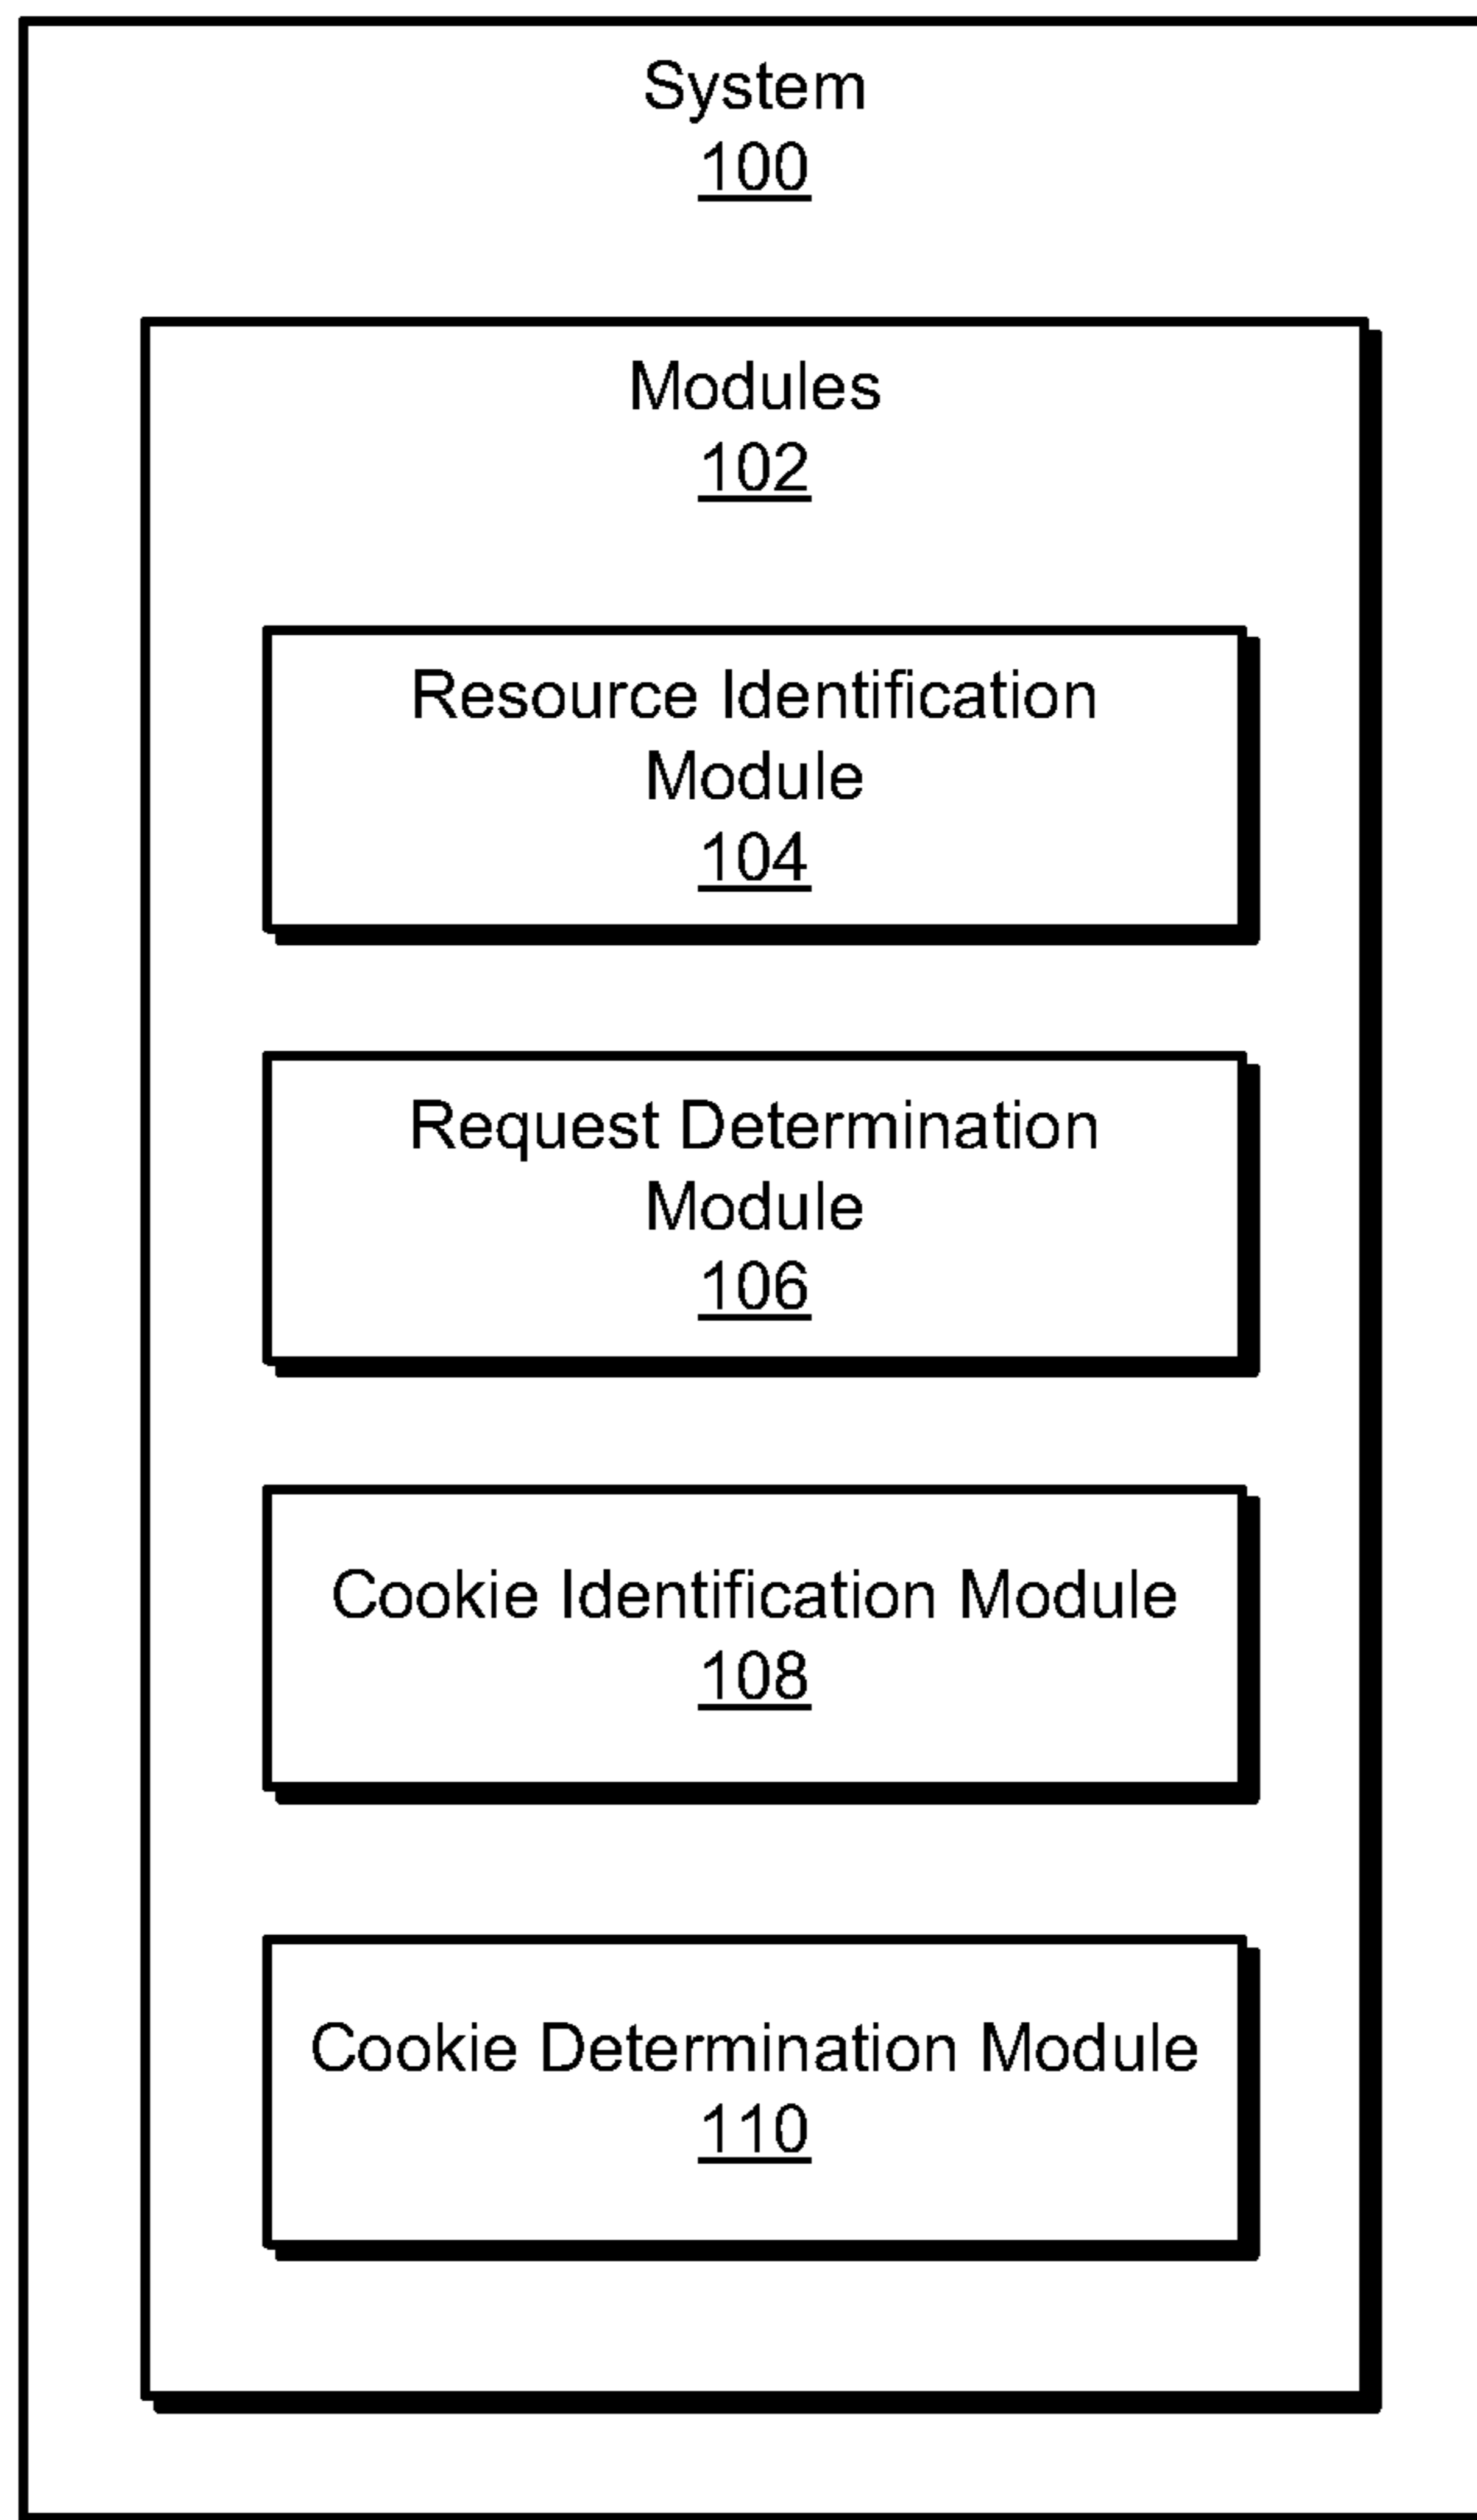 System
100
Modules
102
Resource Identification
Module
104
Request Determination
Module
106
Cookie Identification Module
108
Cookie Determination Module
110